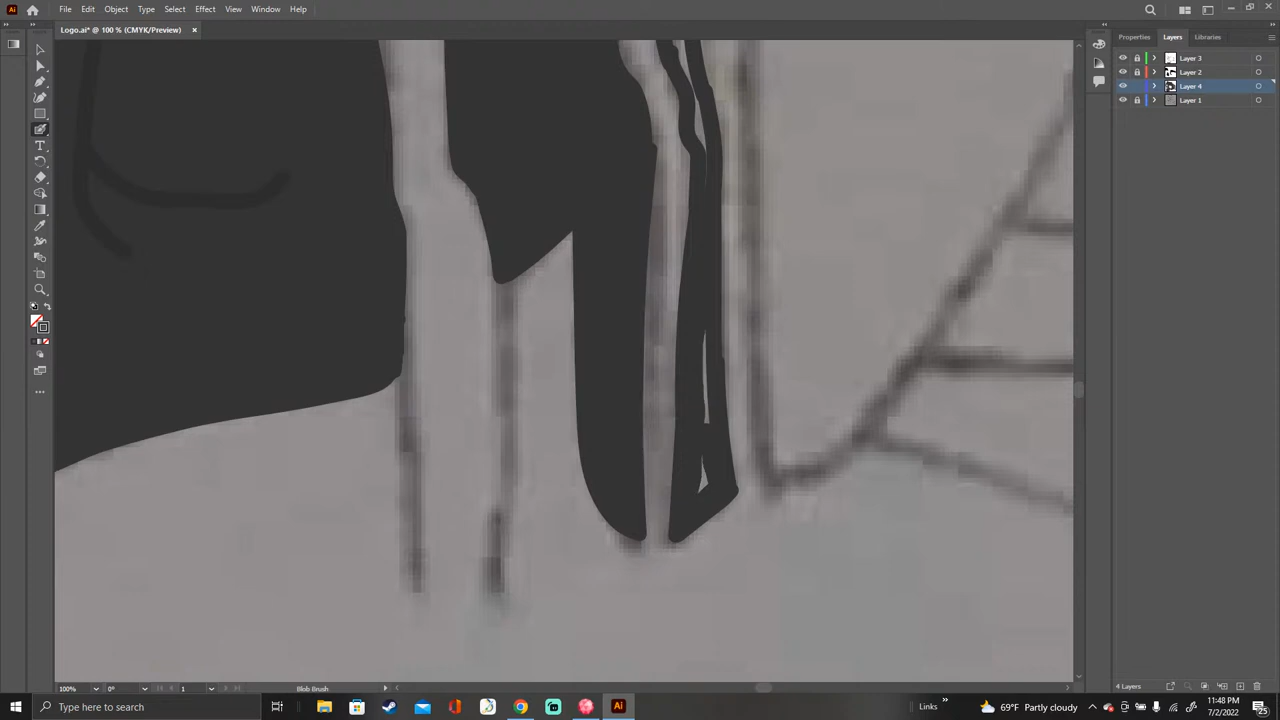 Ai File Edit Object Type Select Effect View Window Help
Logo.ai* @ 100 % (CMYK/Preview) ×
Properties Layers Libraries
Layer 3
Layer 2
Layer 4
Layer 1
T
4 Layers
100% 0° 1 Blob Brush
Type here to search
Ai
Links » 69°F Partly cloudy
11:48 PM
7/2/2022